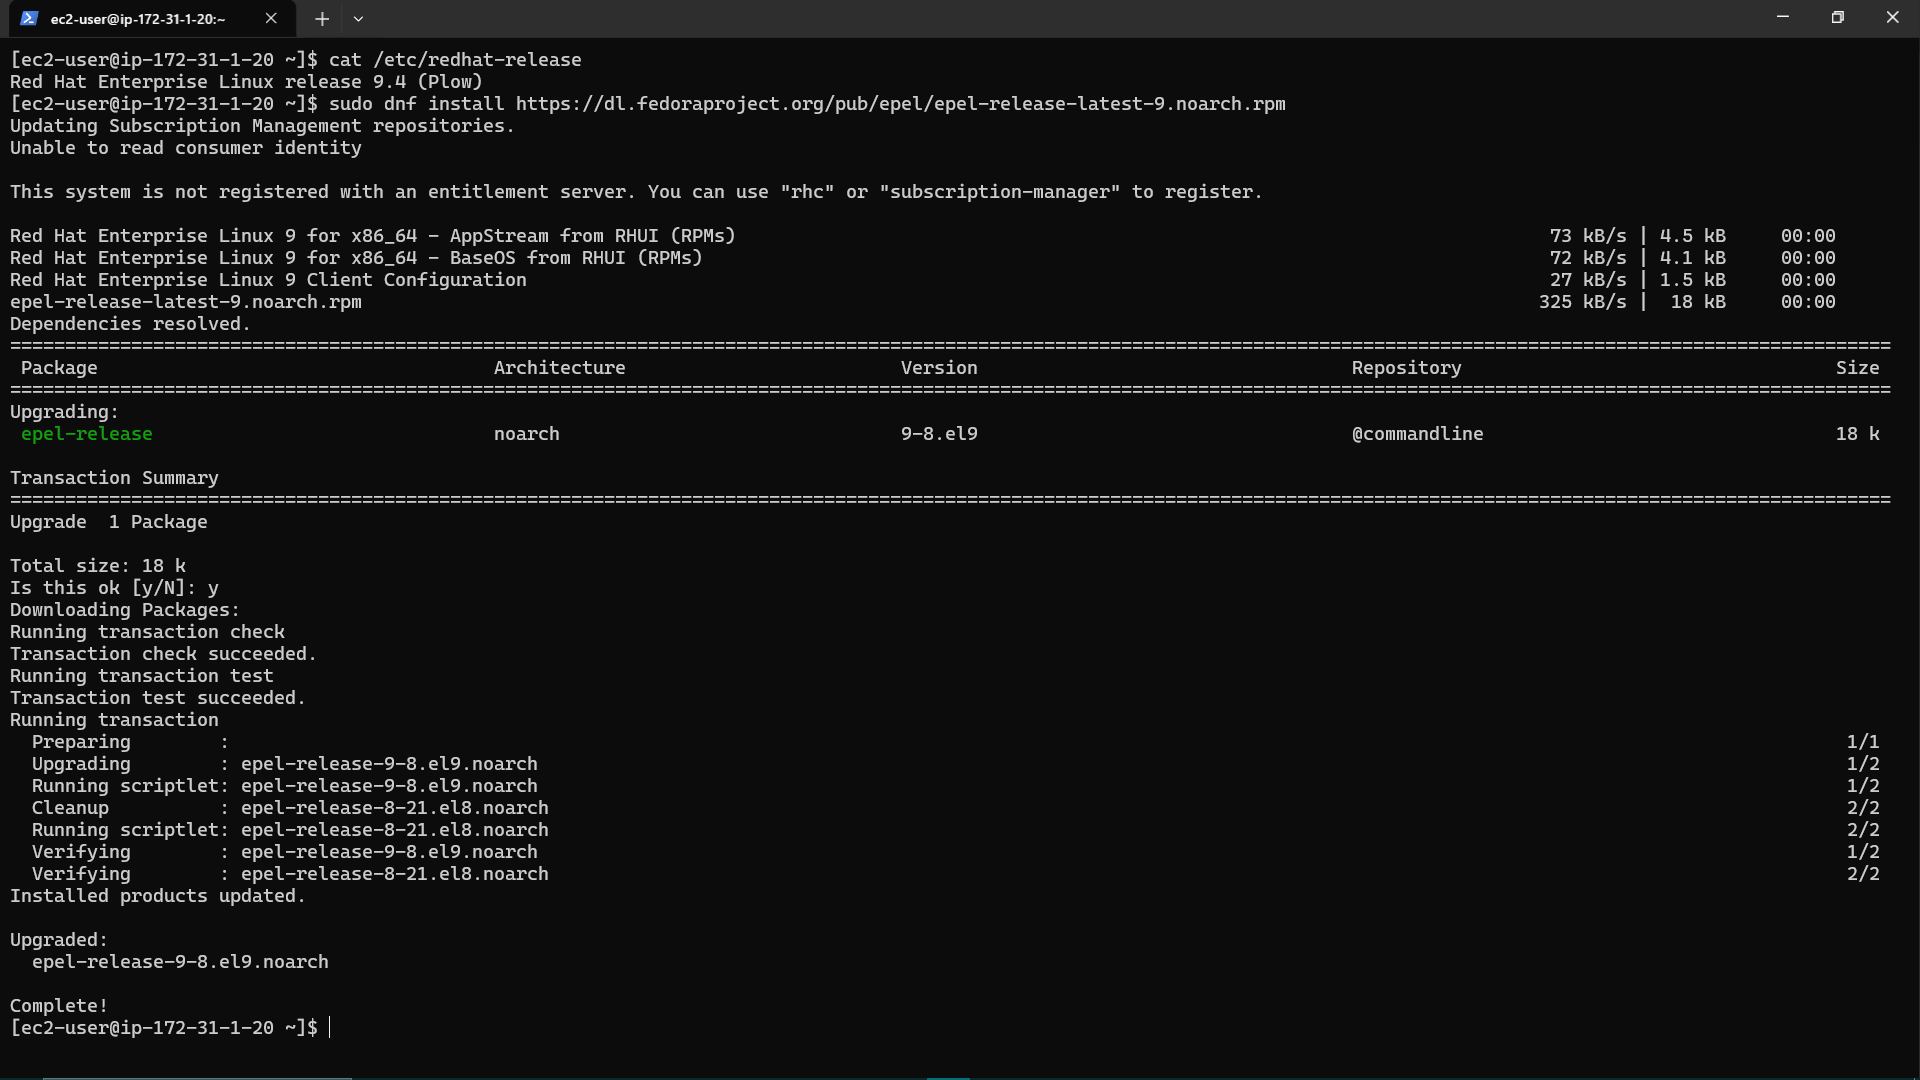 ec2-user@ip-172-31-1-20:~
[ec2-user@ip-172-31-1-20 ~]$ cat /etc/redhat-release
Red Hat Enterprise Linux release 9.4 (Plow)
[ec2-user@ip-172-31-1-20 ~]$ sudo dnf install https://dl.fedoraproject.org/pub/epel/epel-release-latest-9.noarch.rpm
Updating Subscription Management repositories.
Unable to read consumer identity

This system is not registered with an entitlement server. You can use "rhc" or "subscription-manager" to register.

Red Hat Enterprise Linux 9 for x86_64 - AppStream from RHUI (RPMs)                    73 kB/s | 4.5 kB     00:00
Red Hat Enterprise Linux 9 for x86_64 - BaseOS from RHUI (RPMs)                       72 kB/s | 4.1 kB     00:00
Red Hat Enterprise Linux 9 Client Configuration                                       27 kB/s | 1.5 kB     00:00
epel-release-latest-9.noarch.rpm                                                     325 kB/s |  18 kB     00:00
Dependencies resolved.
================================================================================
 Package            Architecture            Version            Repository            Size
================================================================================
Upgrading:
 epel-release       noarch                  9-8.el9            @commandline          18 k

Transaction Summary
================================================================================
Upgrade  1 Package

Total size: 18 k
Is this ok [y/N]: y
Downloading Packages:
Running transaction check
Transaction check succeeded.
Running transaction test
Transaction test succeeded.
Running transaction
  Preparing        :                                  1/1
  Upgrading        : epel-release-9-8.el9.noarch      1/2
  Running scriptlet: epel-release-9-8.el9.noarch      1/2
  Cleanup          : epel-release-8-21.el8.noarch     2/2
  Running scriptlet: epel-release-8-21.el8.noarch     2/2
  Verifying        : epel-release-9-8.el9.noarch      1/2
  Verifying        : epel-release-8-21.el8.noarch     2/2
Installed products updated.

Upgraded:
  epel-release-9-8.el9.noarch

Complete!
[ec2-user@ip-172-31-1-20 ~]$